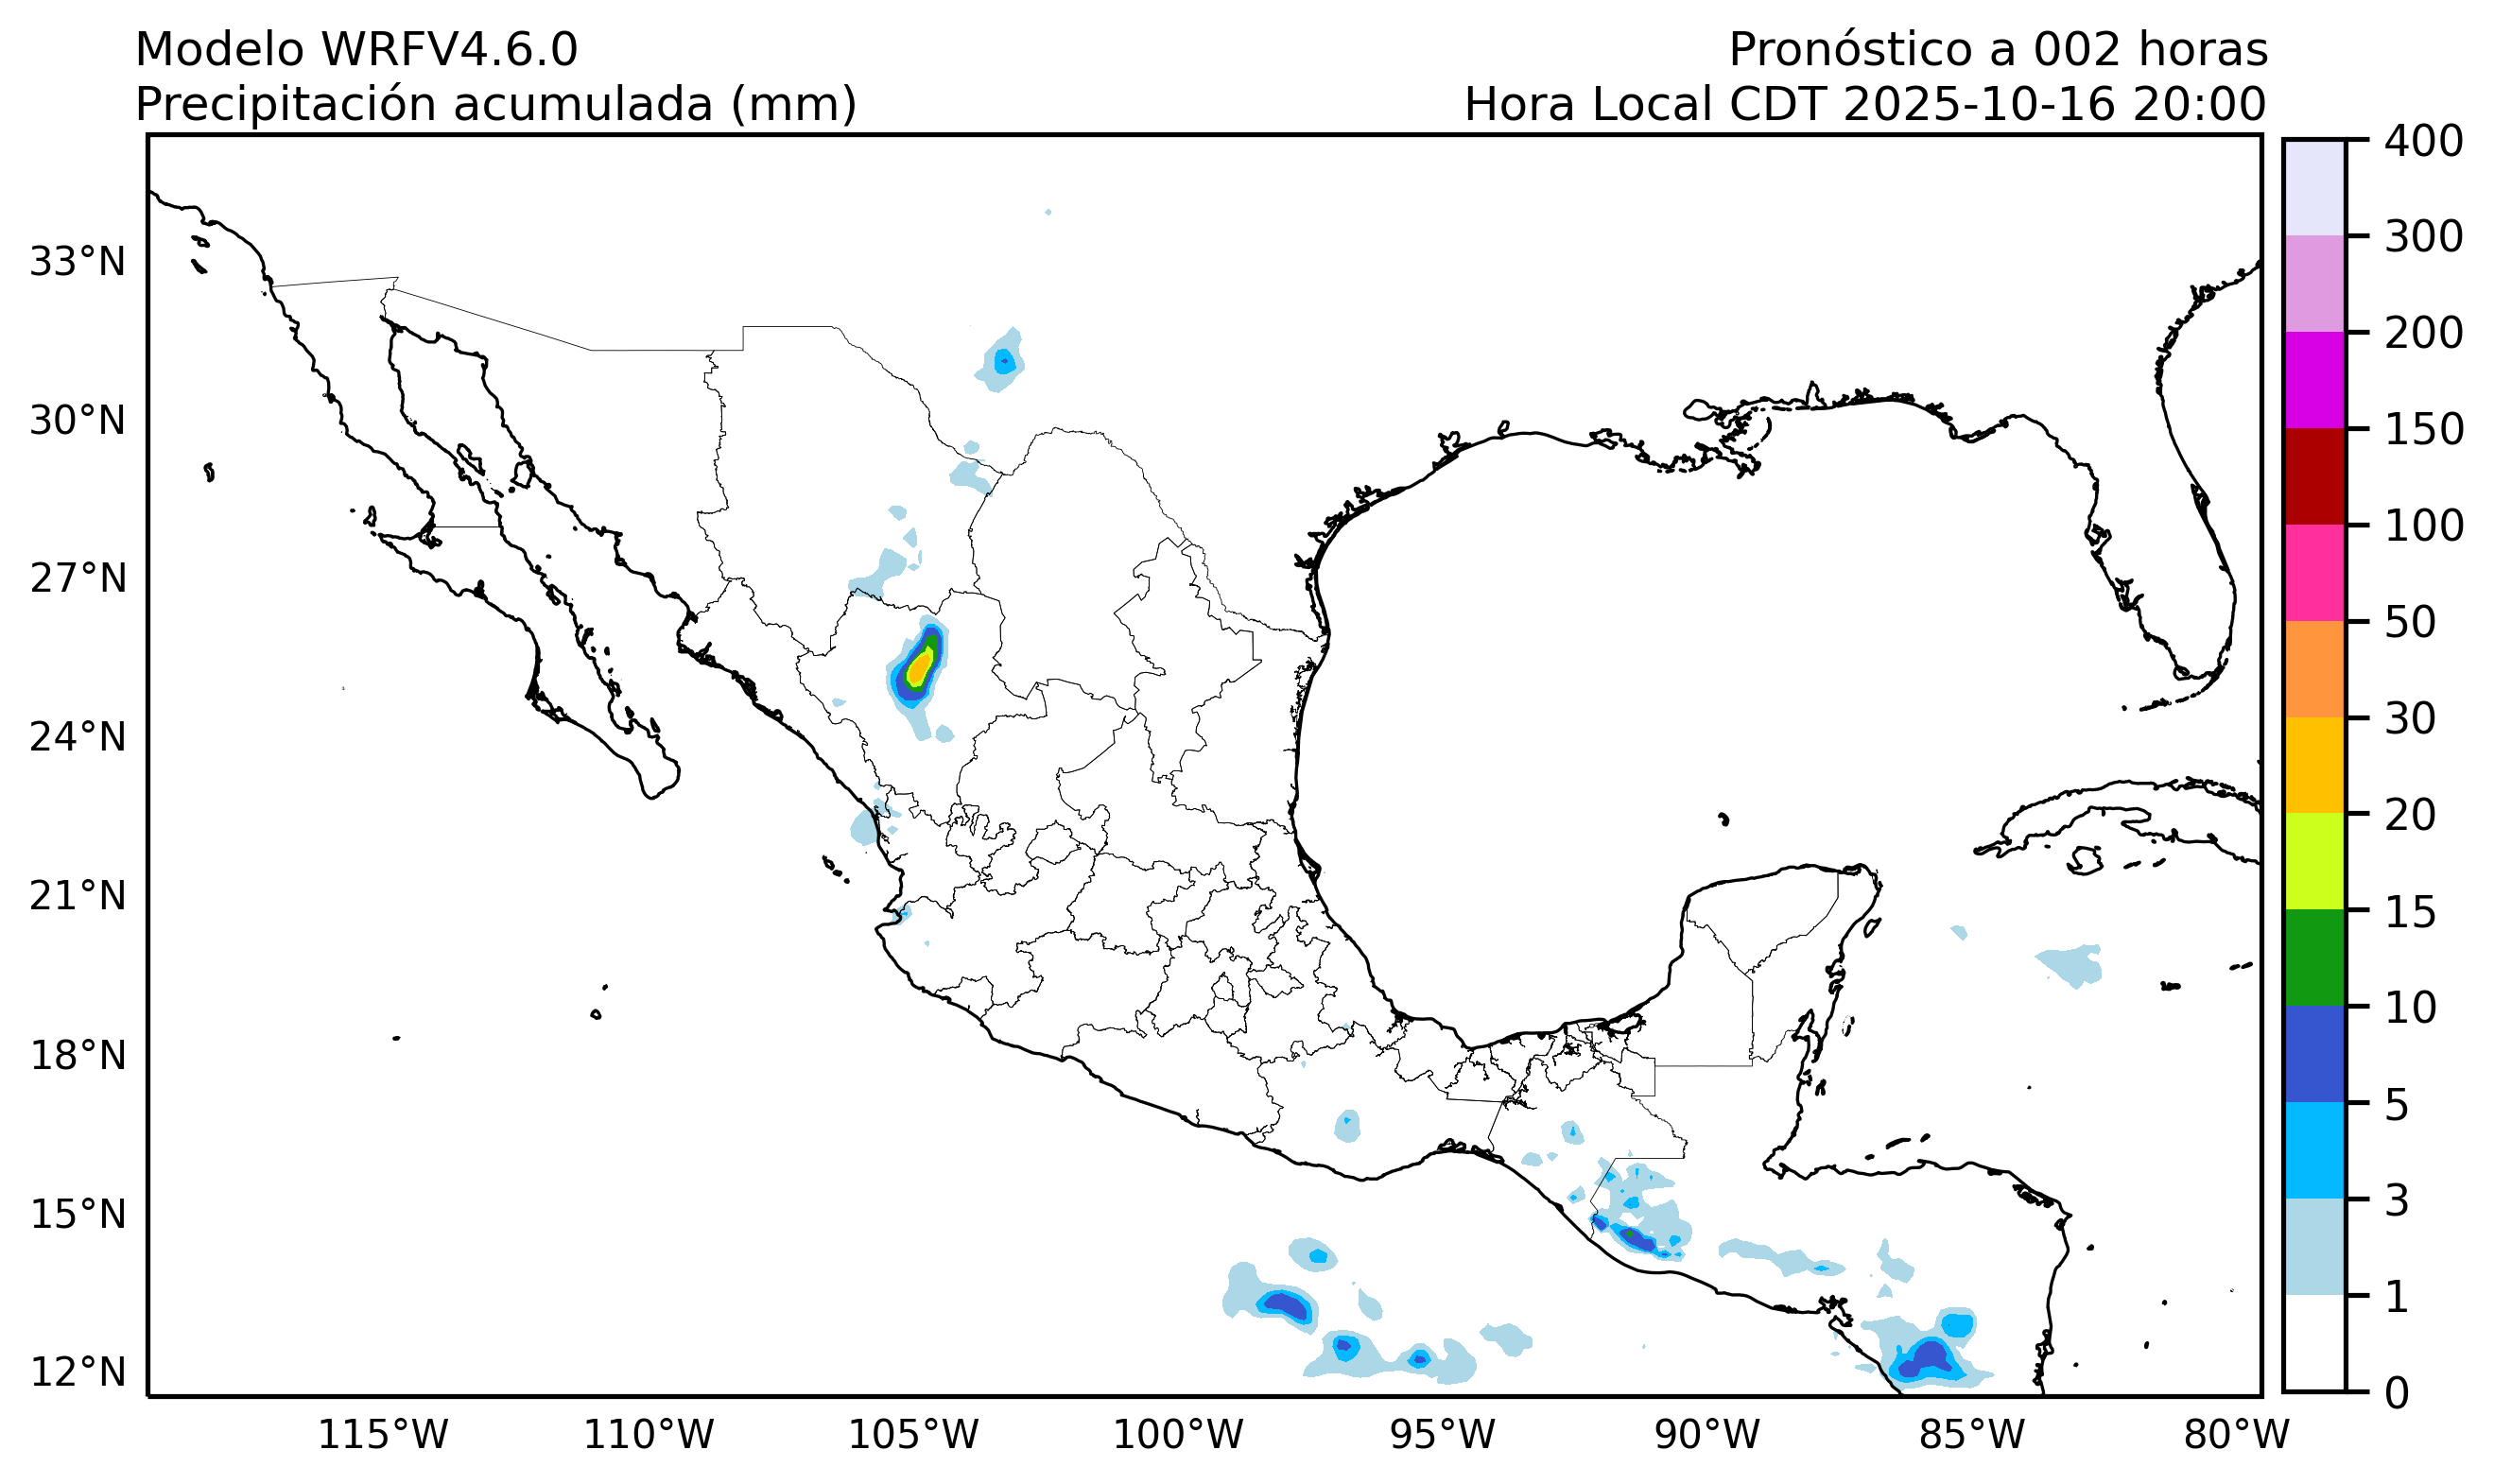 Modelo WRFV4.6.0
Precipitación acumulada (mm)
Pronóstico a 002 horas
Hora Local CDT 2025-10-16 20:00
33°N
30°N
27°N
24°N
21°N
18°N
15°N
12°N
115°W
110°W
105°W
100°W
95°W
90°W
85°W
80°W
400
300
200
150
100
50
30
20
15
10
5
3
1
0